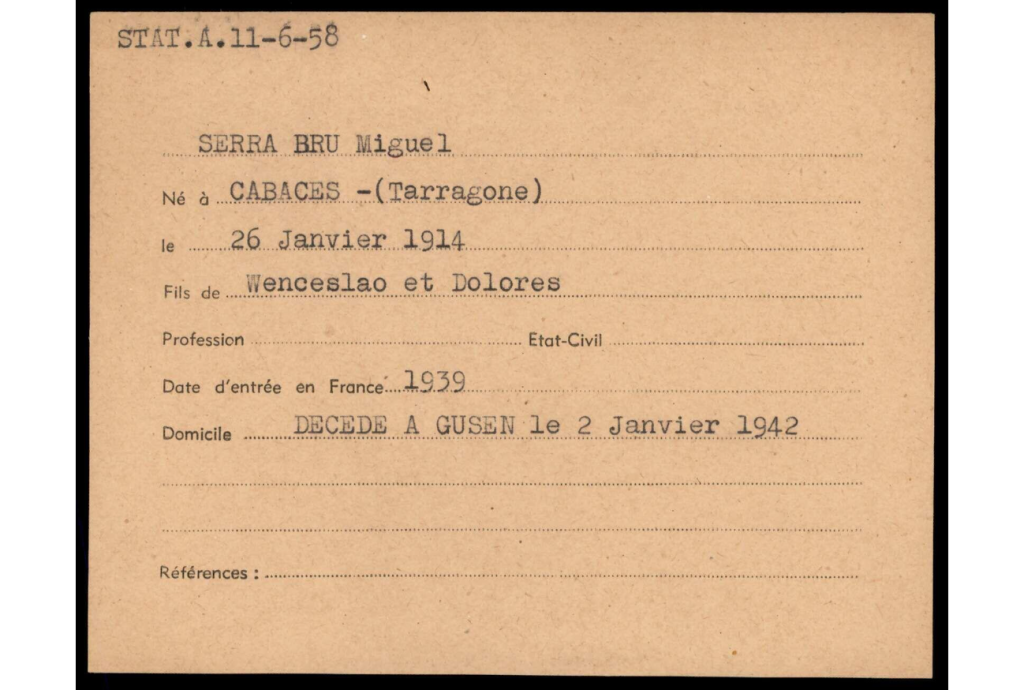 STAT.A.11-6-58
SERRA BRU Miguel
Né à CABACES -(Tarragone)
le 26 Janvier 1914
Fils de Wenceslao et Dolores
Profession Etat-Civil
Date d'entrée en France 1939
Domicile DECEDE A GUSEN le 2 Janvier 1942
Références :